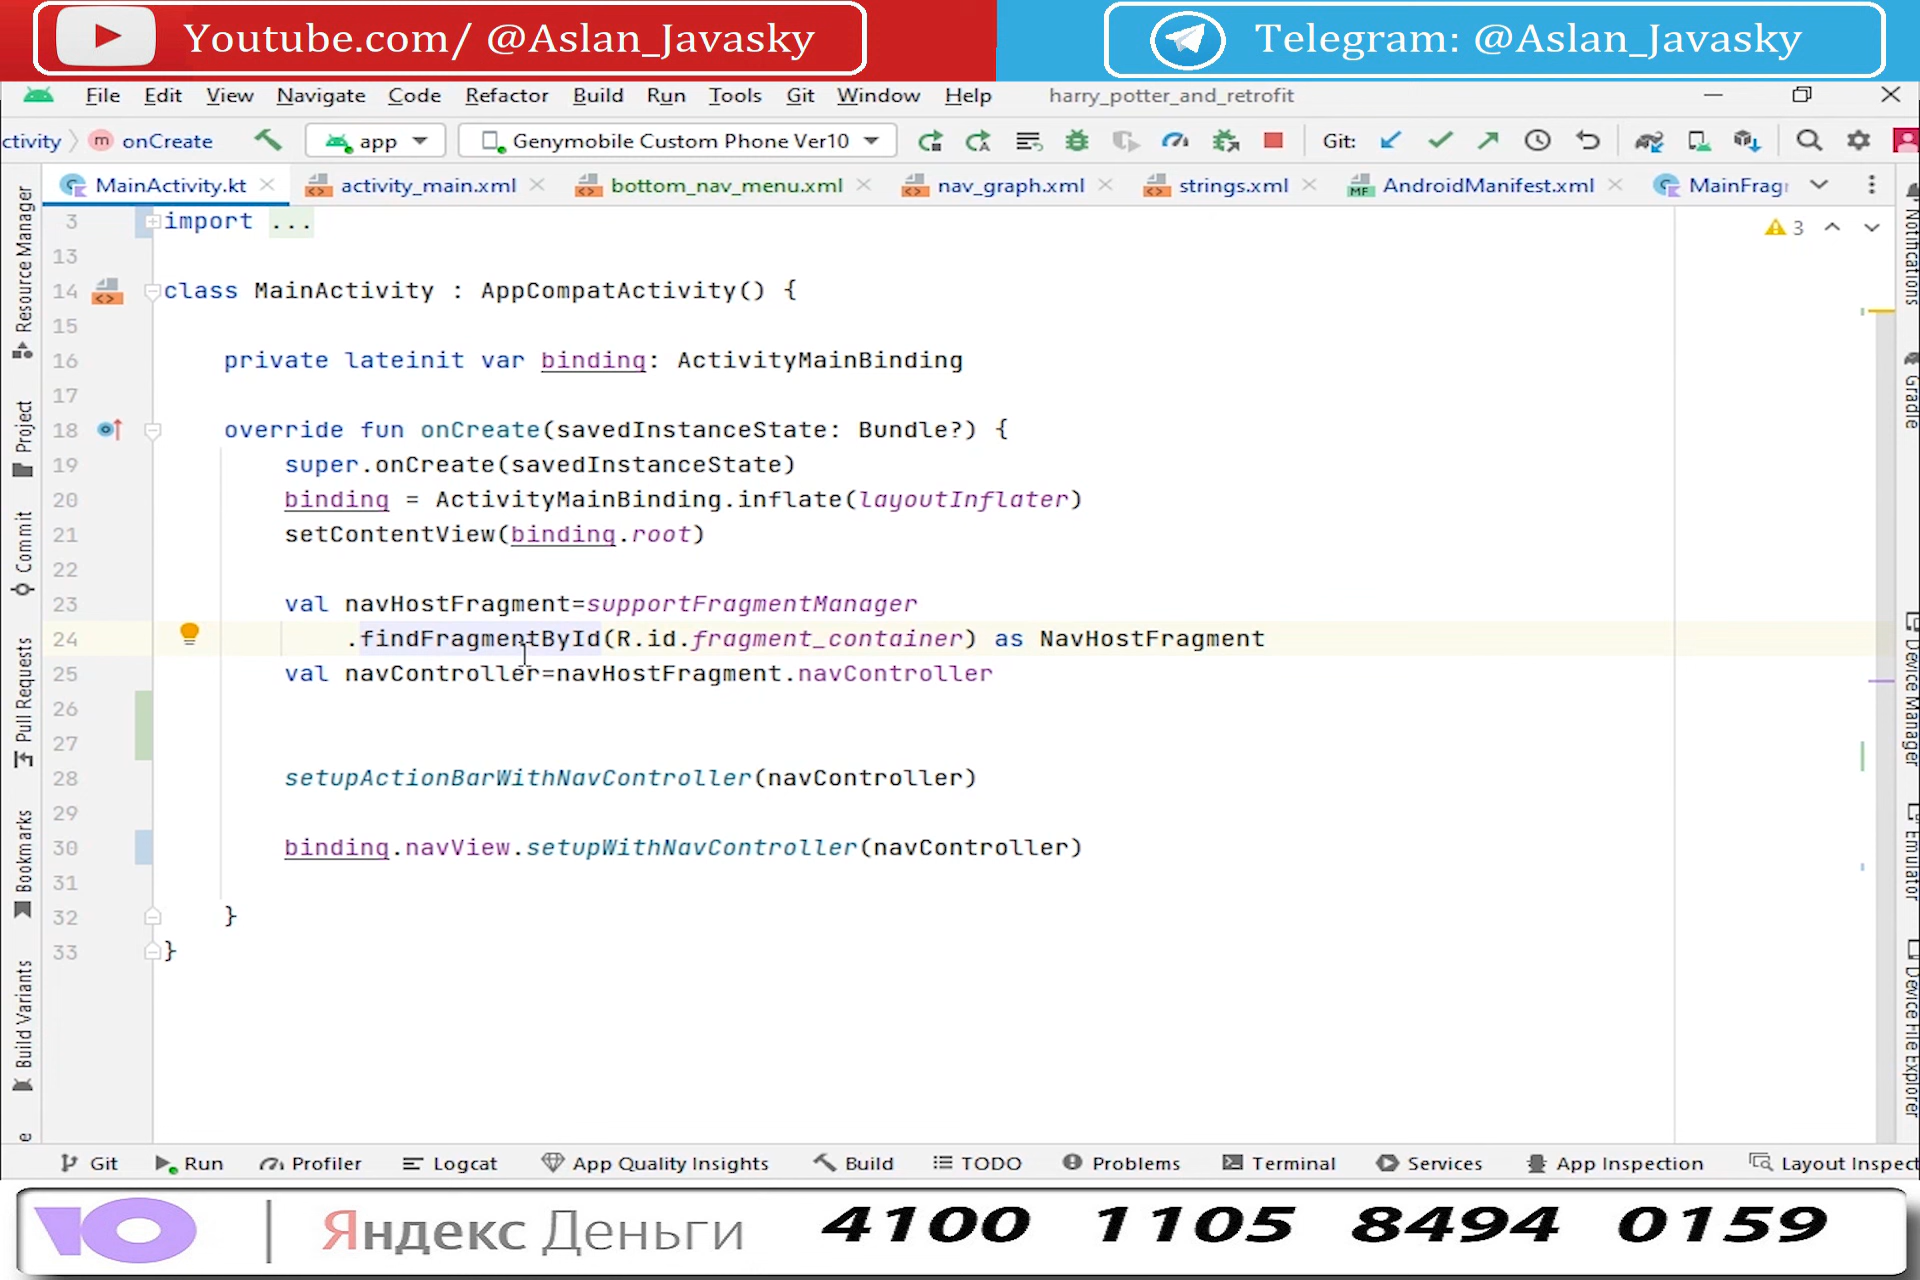 Youtube.com/ @Aslan_Javasky
Telegram: @Aslan_Javasky
File Edit View Navigate Code Refactor Build Run Tools Git Window Help harry_potter_and_retrofit
ctivity m onCreate app Genymobile Custom Phone Ver10 Git:
MainActivity.kt activity_main.xml bottom_nav_menu.xml nav_graph.xml strings.xml MF AndroidManifest.xml MainFrag
3 import ...
3
13
14 class MainActivity : AppCompatActivity() {
15
16 private lateinit var binding: ActivityMainBinding
17
18 override fun onCreate(savedInstanceState: Bundle?) {
19 super.onCreate(savedInstanceState)
20 binding = ActivityMainBinding.inflate(layoutInflater)
21 setContentView(binding.root)
22
23 val navHostFragment=supportFragmentManager
24 .findFragmentById(R.id.fragment_container) as NavHostFragment
25 val navController=navHostFragment.navController
26
27
28 setupActionBarWithNavController(navController)
29
30 binding.navView.setupWithNavController(navController)
31
32 }
33 }
Resource Manager
Project
Commit
Pull Requests
Bookmarks
Build Variants
e
Notifications
Gradle
Device Manager
Emulator
Device File Explorer
Git Run Profiler Logcat App Quality Insights Build TODO Problems Terminal Services App Inspection Layout Inspect
Ю Яндекс Деньги 4100 1105 8494 0159